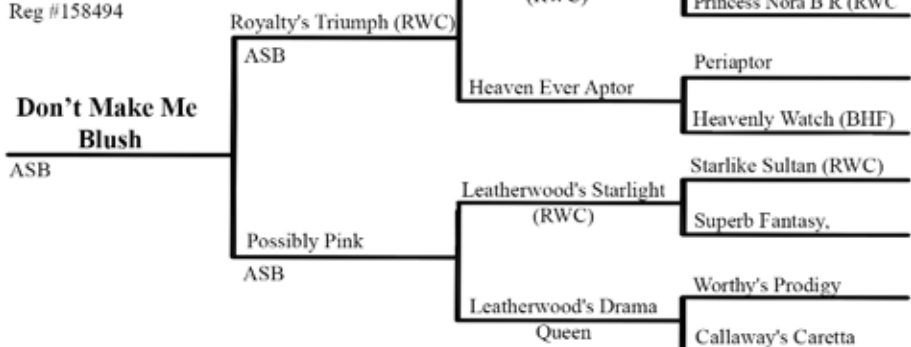 Reg #158494
Royalty's Triumph (RWC)
ASB
Don't Make Me
Blush
ASB
Possibly Pink
ASB
(RWC)
Heaven Ever Aptor
Leatherwood's Starlight
(RWC)
Leatherwood's Drama
Queen
Princess Nora B R (RWC
Periaptor
Heavenly Watch (BHF)
Starlike Sultan (RWC)
Superb Fantasy,
Worthy's Prodigy
Callaway's Caretta